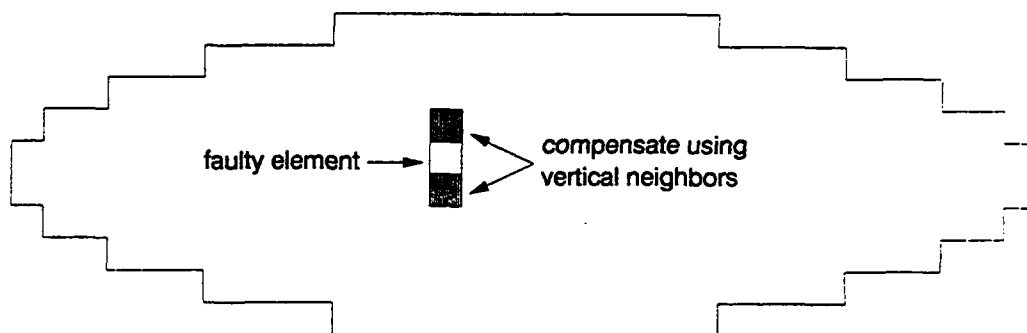 faulty element
compensate using
vertical neighbors